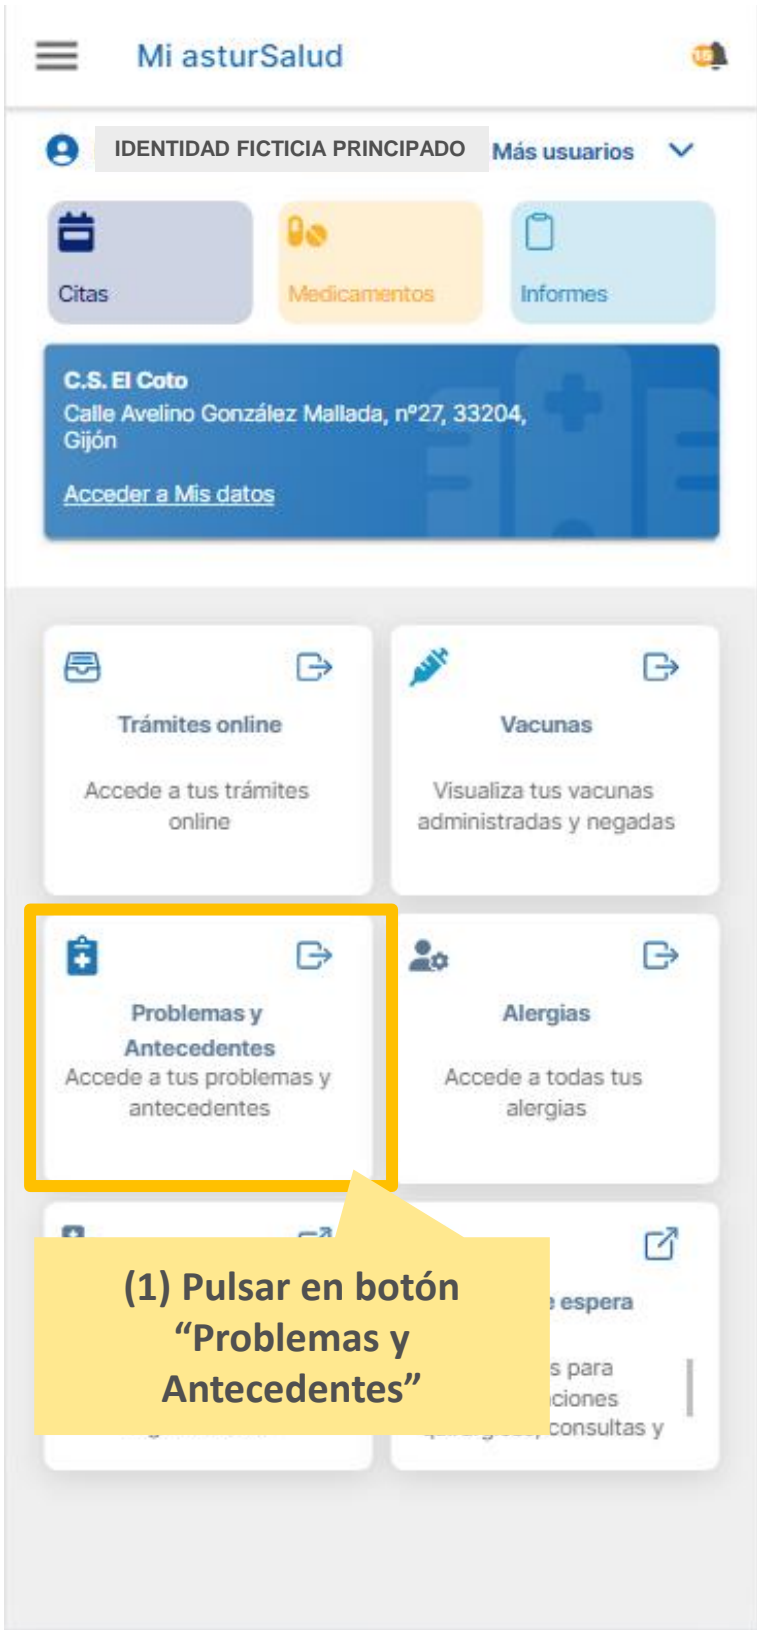 Mi asturSalud
IDENTIDAD FICTICIA PRINCIPADO
Más usuarios
Citas
Medicamentos
Informes
C.S. El Coto
Calle Avelino González Mallada, nº27, 33204,
Gijón
Acceder a Mis datos
Trámites online
Accede a tus trámites
online
Vacunas
Visualiza tus vacunas
administradas y negadas
Problemas y
Antecedentes
Accede a tus problemas y
antecedentes
Alergias
Accede a todas tus
alergias
(1) Pulsar en botón
“Problemas y
Antecedentes”
espera
s para
consultas y